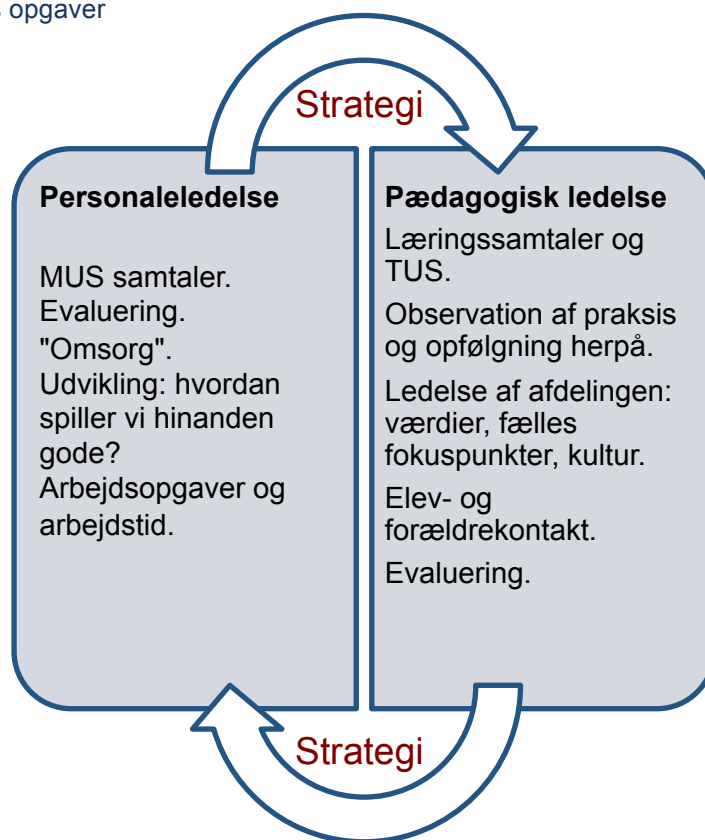 s opgaver
Strategi
Personaleledelse
MUS samtaler.
Evaluering.
"Omsorg".
Udvikling: hvordan
spiller vi hinanden
gode?
Arbejdsopgaver og
arbejdstid.
Pædagogisk ledelse
Læringssamtaler og
TUS.
Observation af praksis
og opfølgning herpå.
Ledelse af afdelingen:
værdier, fælles
fokuspunkter, kultur.
Elev- og
forældrekontakt.
Evaluering.
Strategi